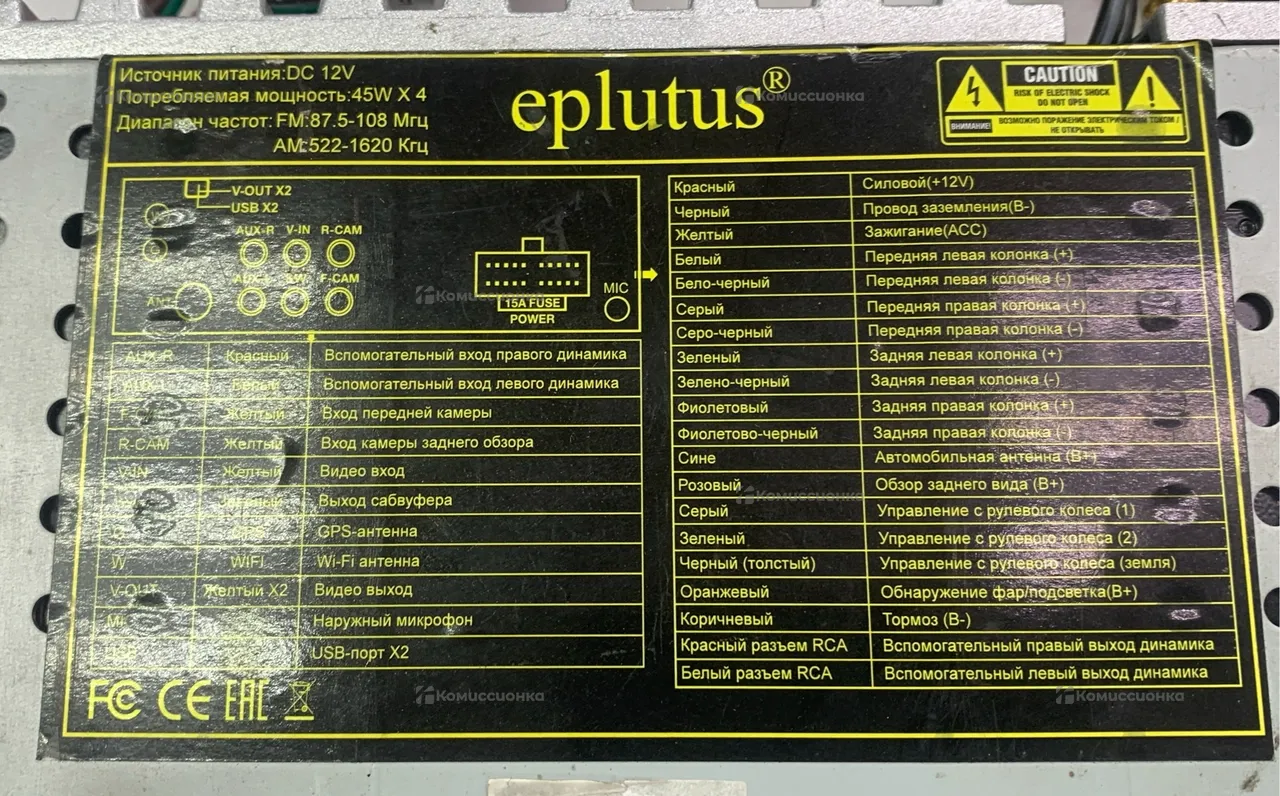 Источник питания:DC 12V
Потребляемая мощность:45W X 4
Диапазон частот: FM:87.5-108 Мгц
AM:522-1620 Кгц
eplutus®
CAUTION
RISK OF ELECTRIC SHOCK
DO NOT OPEN
ВНИМАНИЕ!
ВОЗМОЖНО ПОРАЖЕНИЕ ЭЛЕКТРИЧЕСКИМ ТОКОМ /
НЕ ОТКРЫВАТЬ
V-OUT X2
USB X2
AUX-R V-IN R-CAM
F-CAM
ANT
15A FUSE
POWER
MIC
AUX-R Красный Вспомогательный вход правого динамика
Белый Вспомогательный вход левого динамика
Желтый Вход передней камеры
R-CAM Желтый Вход камеры заднего обзора
V-IN Желтый Видео вход
Выход сабвуфера
GPS-антенна
W WIFI Wi-Fi антенна
V-OUT Желтый X2 Видео выход
Наружный микрофон
USB USB-порт X2
Красный Силовой(+12V)
Черный Провод заземления(B-)
Желтый Зажигание(ACC)
Белый Передняя левая колонка (+)
Бело-черный Передняя левая колонка (-)
Серый Передняя правая колонка (+)
Серо-черный Передняя правая колонка (-)
Зеленый Задняя левая колонка (+)
Зелено-черный Задняя левая колонка (-)
Фиолетовый Задняя правая колонка (+)
Фиолетово-черный Задняя правая колонка (-)
Сине Автомобильная антенна (B+)
Розовый Обзор заднего вида (B+)
Серый Управление с рулевого колеса (1)
Зеленый Управление с рулевого колеса (2)
Черный (толстый) Управление с рулевого колеса (земля)
Оранжевый Обнаружение фар/подсветка(B+)
Коричневый Тормоз (B-)
Красный разъем RCA Вспомогательный правый выход динамика
Белый разъем RCA Вспомогательный левый выход динамика
FC CE EAC
Комиссионка
Комиссионка
Комиссионка
Комиссионка
Комиссионка